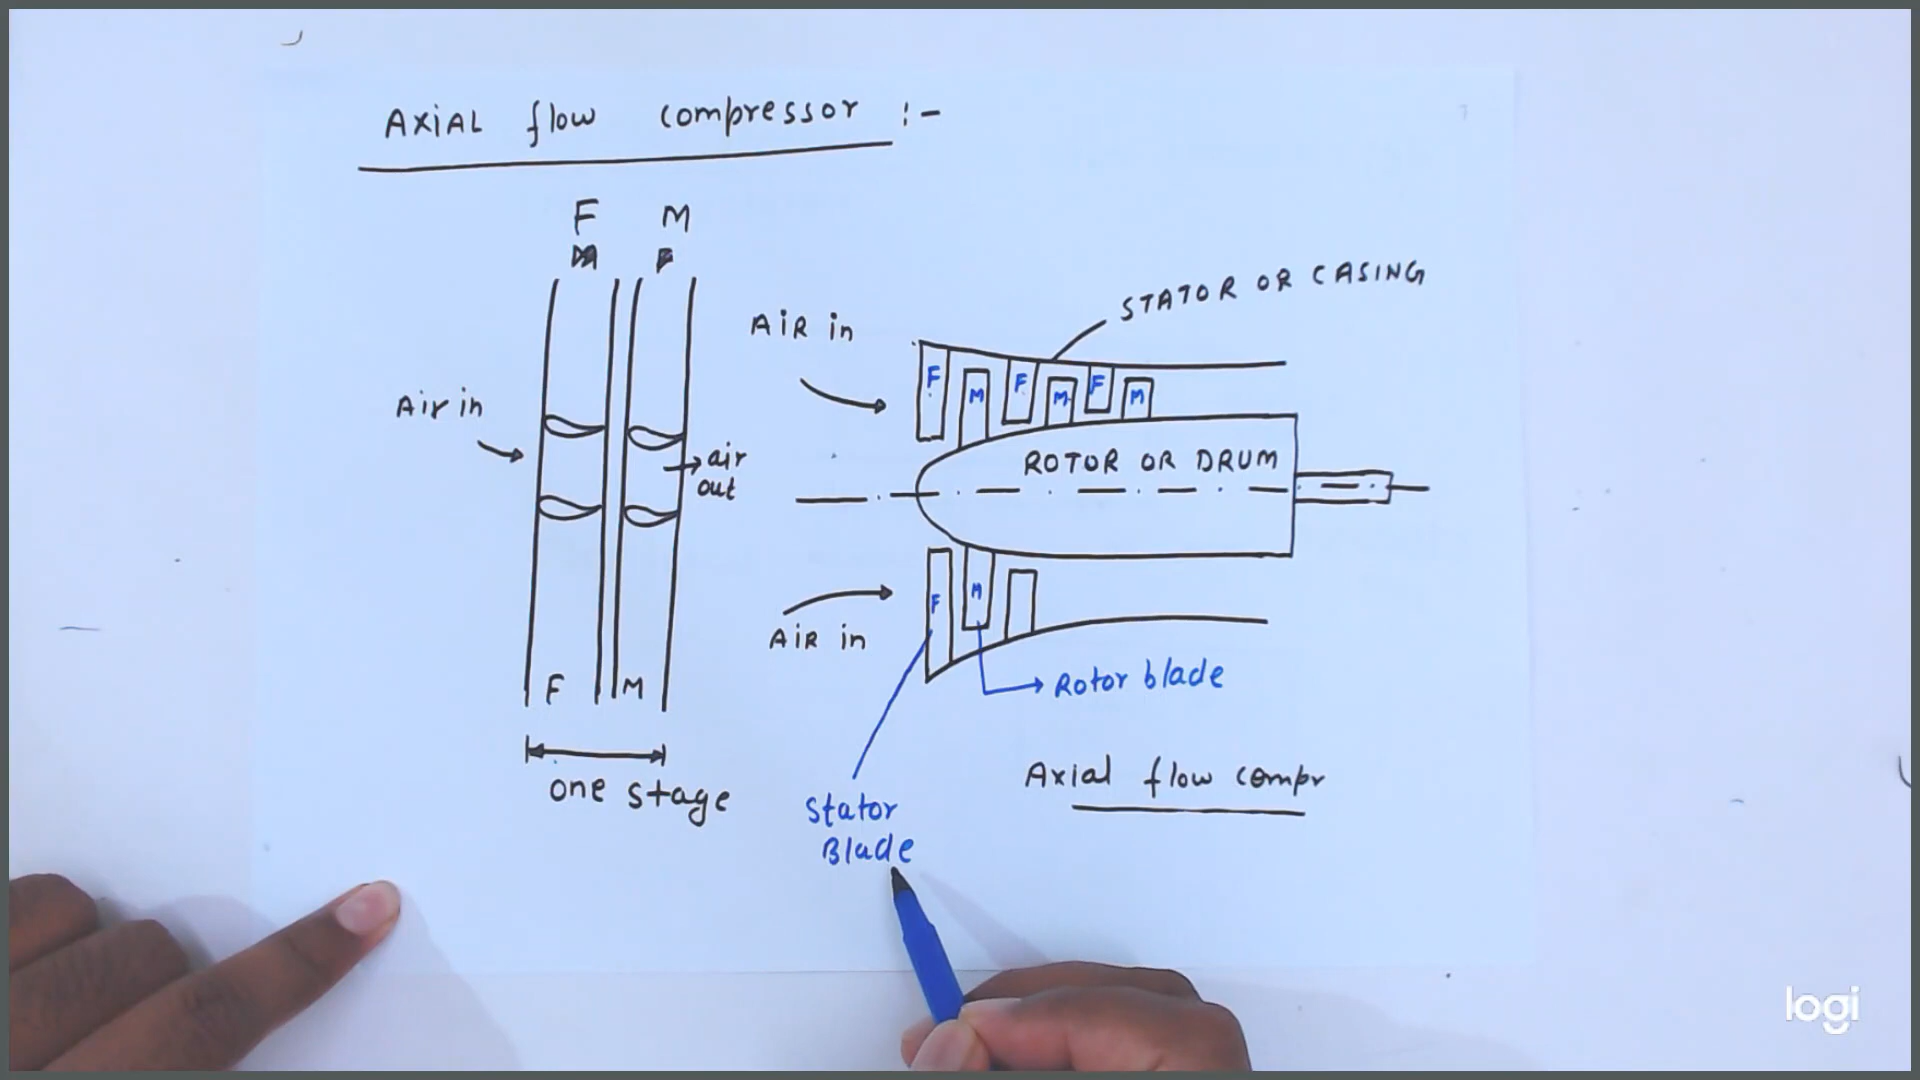 AXIAL flow compressor :-
F M
Air in
air
out
F M
one stage
AIR in
STATOR OR CASING
F M F M F M
ROTOR OR DRUM
F M
AIR in
Rotor blade
Stator
Blade
Axial flow compr
logi